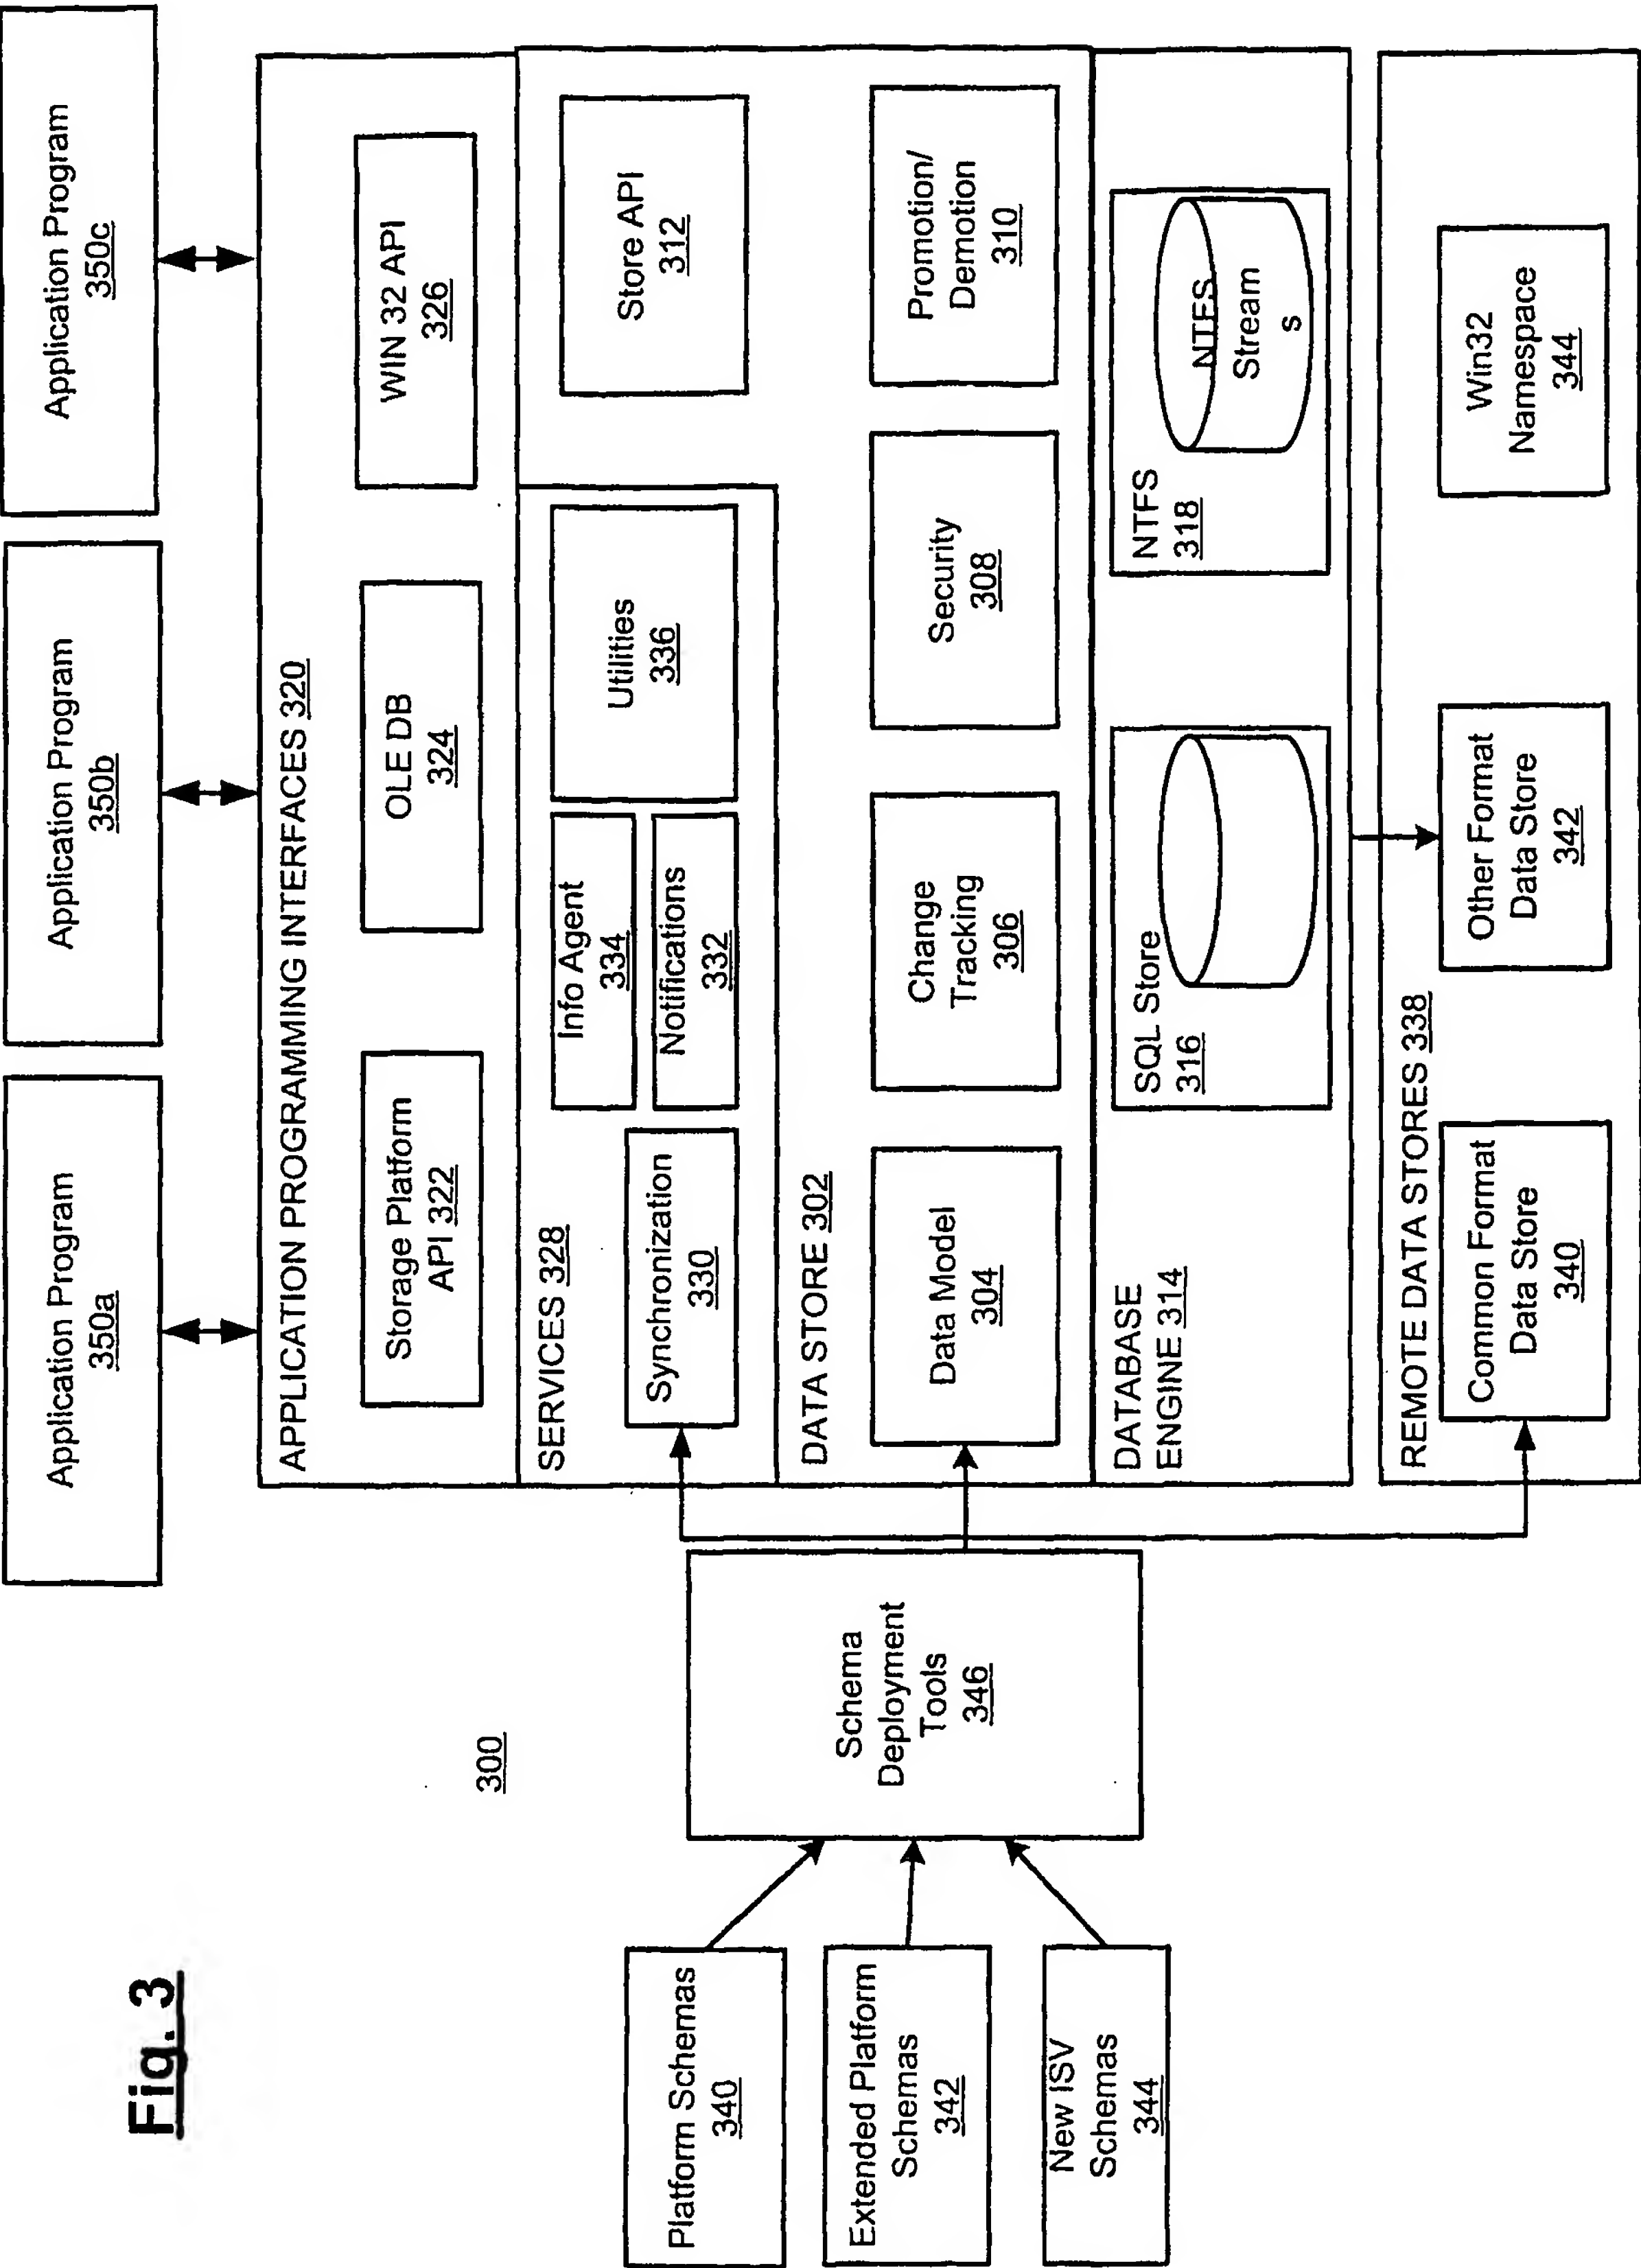 Application Program
350a
Application Program
350b
Application Program
350c
APPLICATION PROGRAMMING INTERFACES 320
Storage Platform
API 322
OLE DB
324
WIN 32 API
326
SERVICES 328
Synchronization
330
Info Agent
334
Notifications
332
Utilities
336
Store API
312
DATA STORE 302
Data Model
304
Change
Tracking
306
Security
308
Promotion/
Demotion
310
DATABASE
ENGINE 314
SQL Store
316
NTFS
318
NTFS
Stream
s
REMOTE DATA STORES 338
Common Format
Data Store
340
Other Format
Data Store
342
Win32
Namespace
344
300
Schema
Deployment
Tools
346
Platform Schemas
340
Extended Platform
Schemas
342
New ISV
Schemas
344
Fig. 3